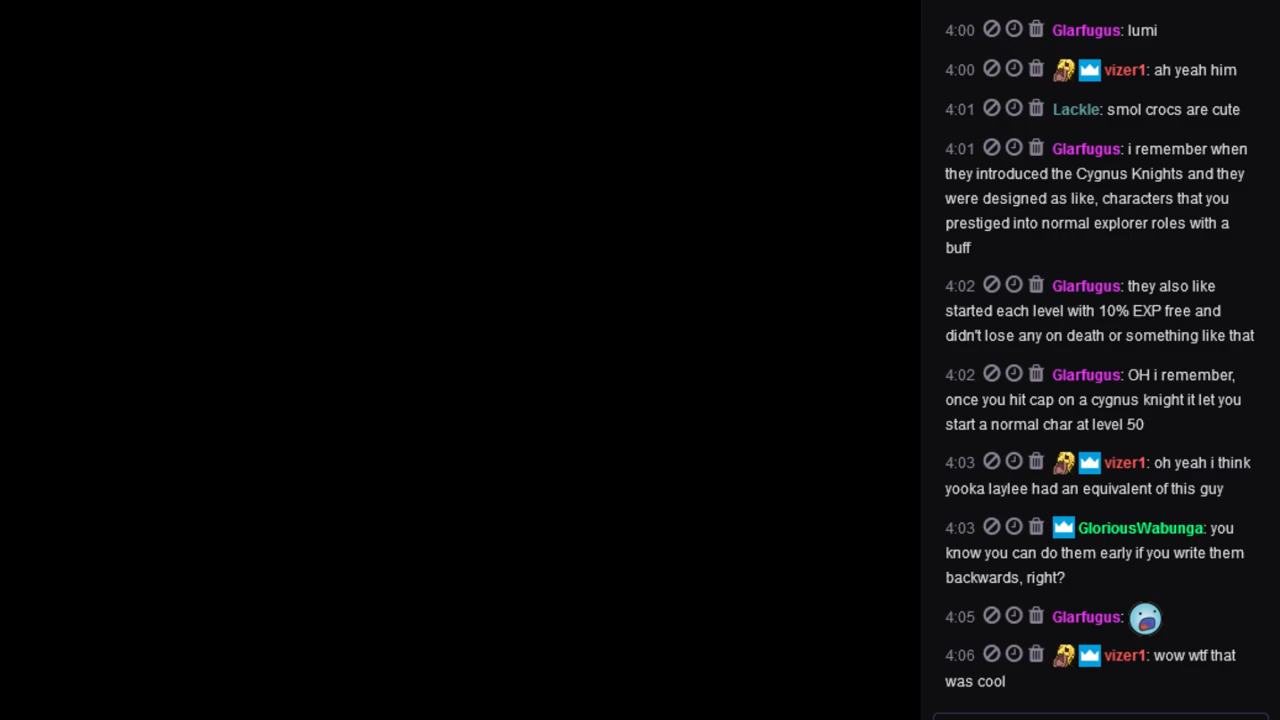 4:00 Glarfugus: lumi
4:00 vizer1: ah yeah him
4:01 Lackle: smol crocs are cute
4:01 Glarfugus: i remember when
they introduced the Cygnus Knights and they
were designed as like, characters that you
prestiged into normal explorer roles with a
buff
4:02 Glarfugus: they also like
started each level with 10% EXP free and
didn't lose any on death or something like that
4:02 Glarfugus: OH i remember,
once you hit cap on a cygnus knight it let you
start a normal char at level 50
4:03 vizer1: oh yeah i think
yooka laylee had an equivalent of this guy
4:03 GloriousWabunga: you
know you can do them early if you write them
backwards, right?
4:05 Glarfugus:
4:06 vizer1: wow wtf that
was cool